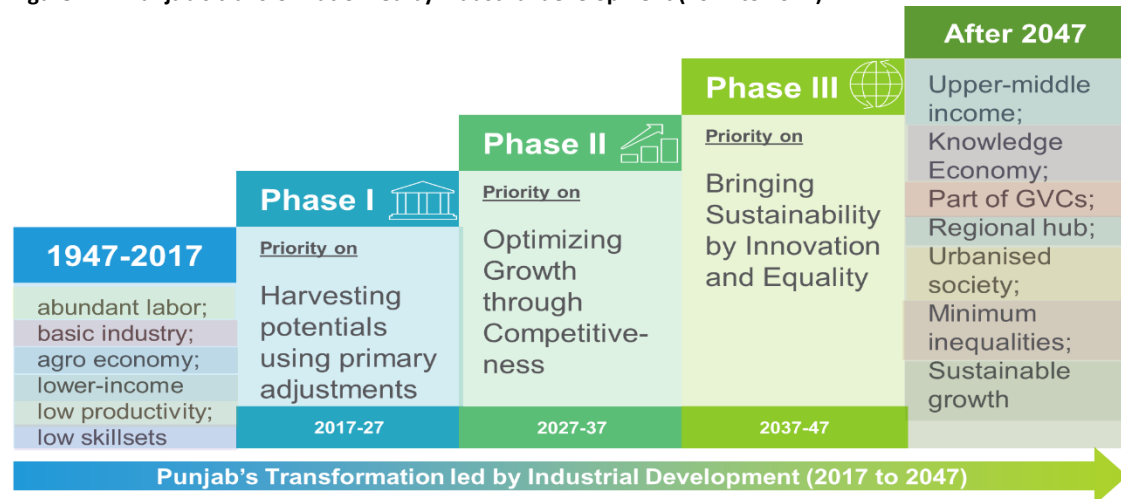 After 2047
Upper-middle
income;
Knowledge
Economy;
Part of GVCs;
Regional hub;
Urbanised
society;
Minimum
inequalities;
Sustainable
growth
Phase III
Priority on
Bringing
Sustainability
by Innovation
and Equality
2037-47
Phase II
Priority on
Optimizing
Growth
through
Competitive-
ness
2027-37
Phase I
Priority on
Harvesting
potentials
using primary
adjustments
2017-27
1947-2017
abundant labor;
basic industry;
agro economy;
lower-income
low productivity;
low skillsets
Punjab's Transformation led by Industrial Development (2017 to 2047)